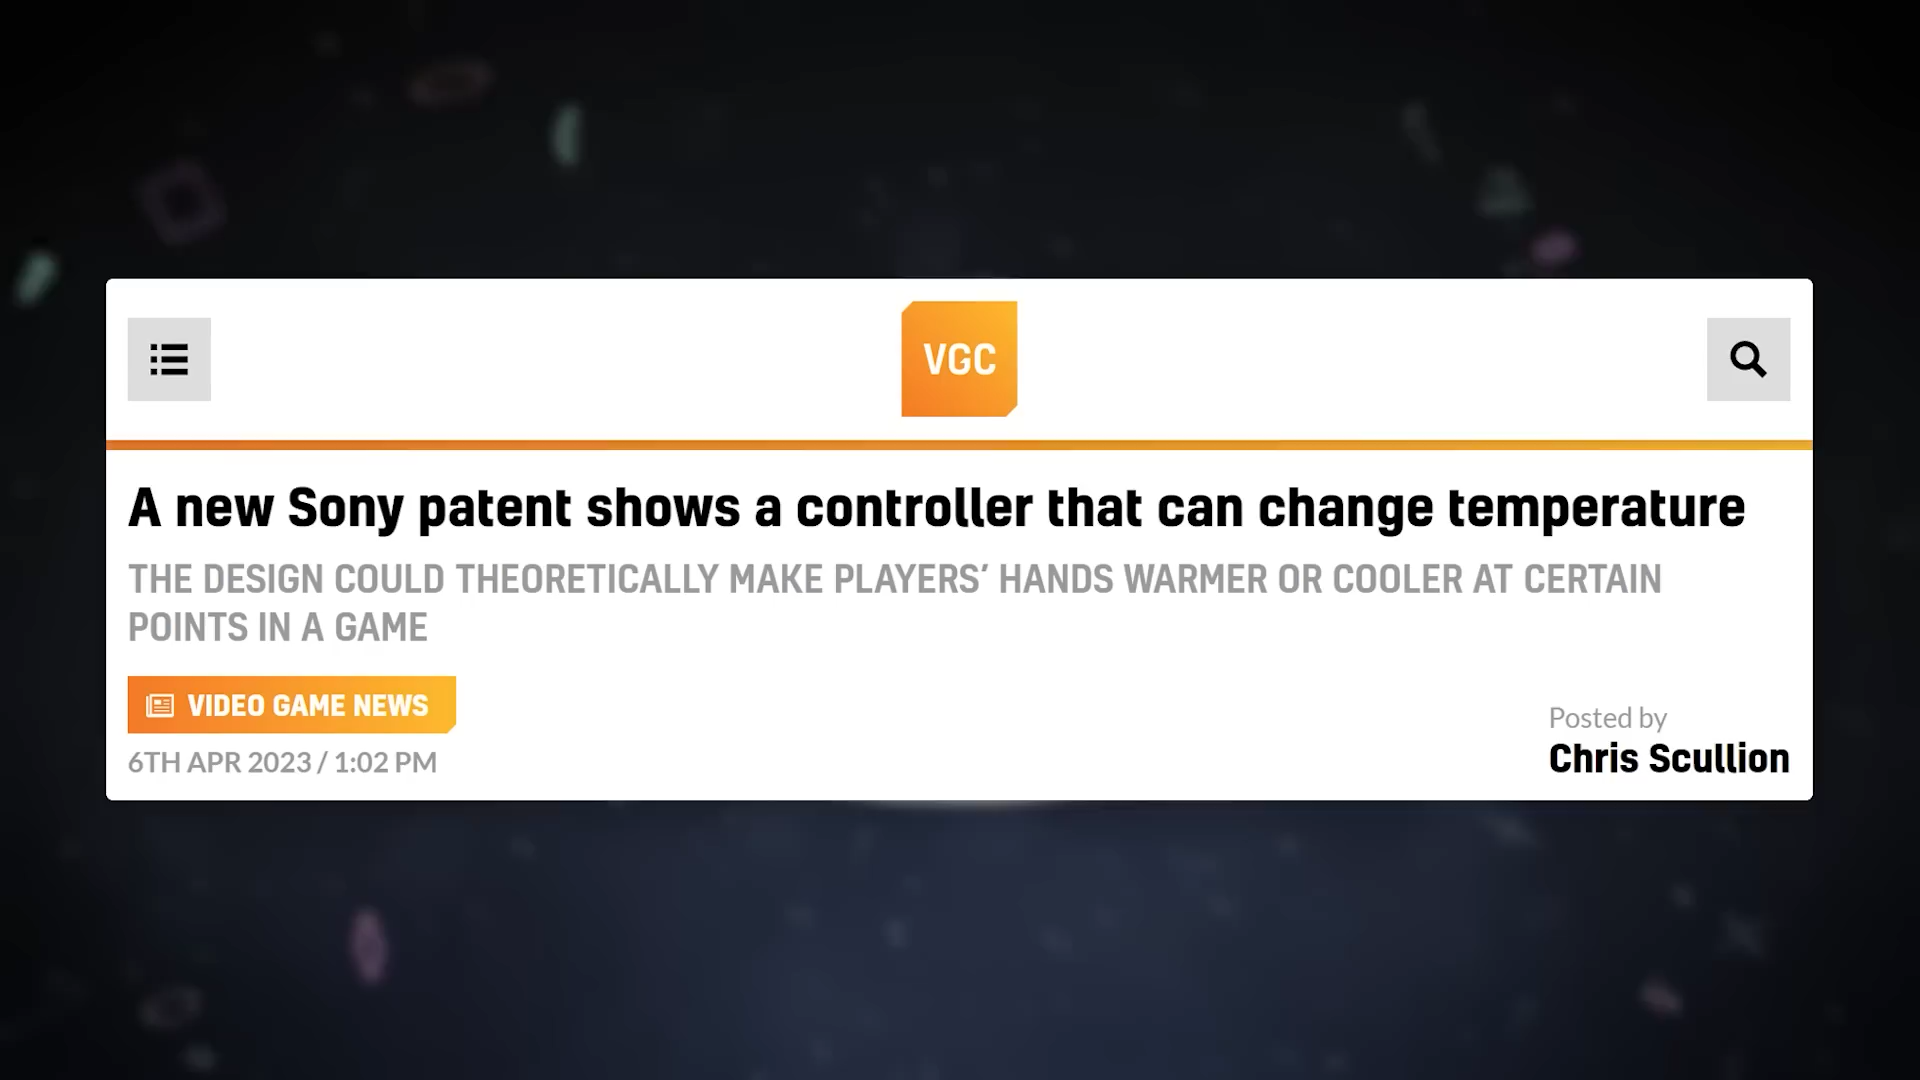 VGC
A new Sony patent shows a controller that can change temperature
THE DESIGN COULD THEORETICALLY MAKE PLAYERS’ HANDS WARMER OR COOLER AT CERTAIN
POINTS IN A GAME
VIDEO GAME NEWS
6TH APR 2023 / 1:02 PM
Posted by
Chris Scullion